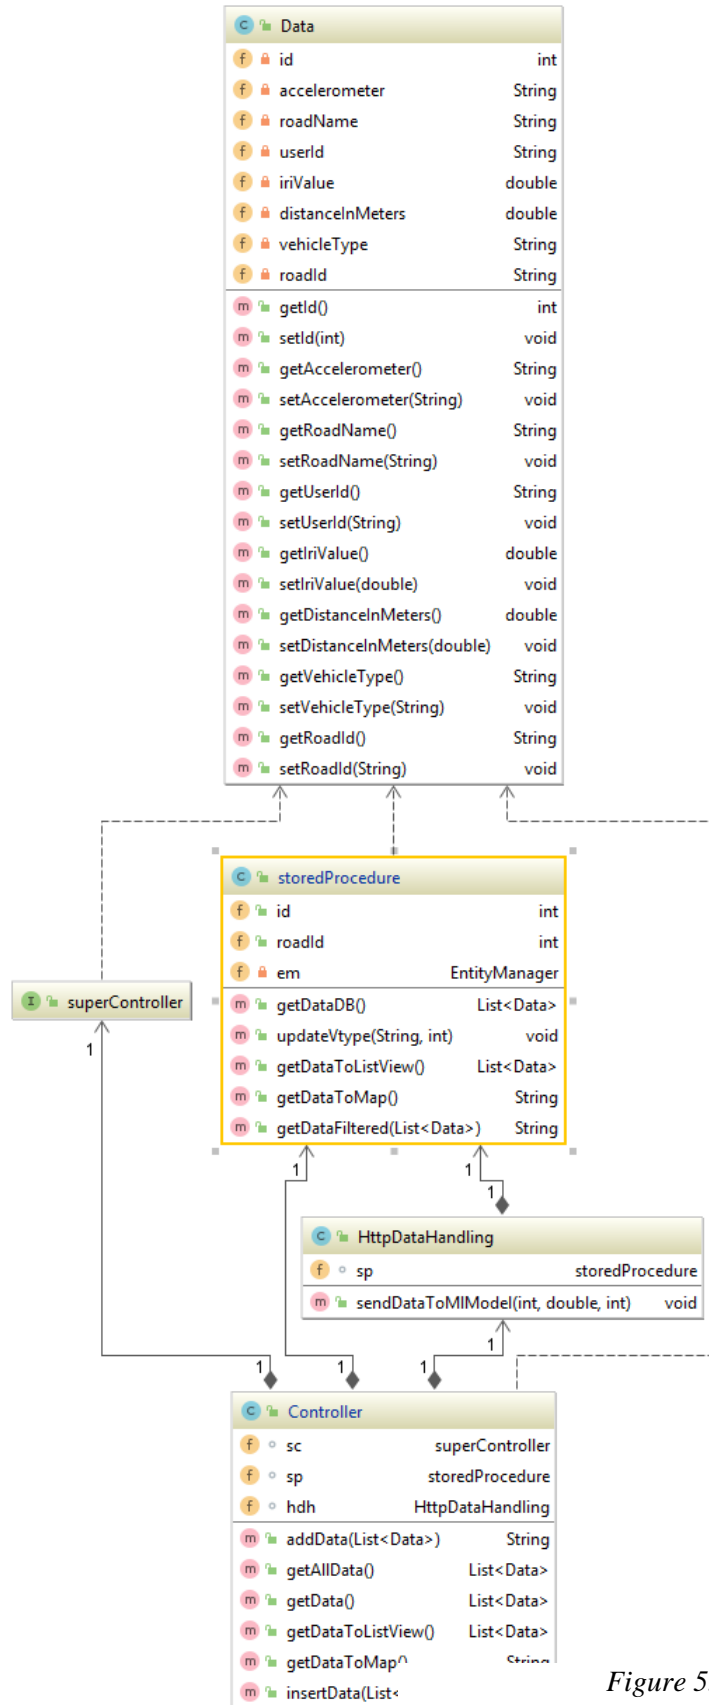 C Data
f id int
f accelerometer String
f roadName String
f userId String
f iriValue double
f distanceInMeters double
f vehicleType String
f roadId String
m getId() int
m setId(int) void
m getAccelerometer() String
m setAccelerometer(String) void
m getRoadName() String
m setRoadName(String) void
m getUserId() String
m setUserId(String) void
m getIriValue() double
m setIriValue(double) void
m getDistanceInMeters() double
m setDistanceInMeters(double) void
m getVehicleType() String
m setVehicleType(String) void
m getRoadId() String
m setRoadId(String) void
C storedProcedure
f id int
f roadId int
f em EntityManager
m getDataDB() List<Data>
m updateVtype(String, int) void
m getDataToListView() List<Data>
m getDataToMap() String
m getDataFiltered(List<Data>) String
I superController
1
1 1
1
C HttpDataHandling
f sp storedProcedure
m sendDataToMlModel(int, double, int) void
1
1 1 1
C Controller
f sc superController
f sp storedProcedure
f hdh HttpDataHandling
m addData(List<Data>) String
m getAllData() List<Data>
m getData() List<Data>
m getDataToListView() List<Data>
m getDataToMap() String
m insertData(List<
Figure 5